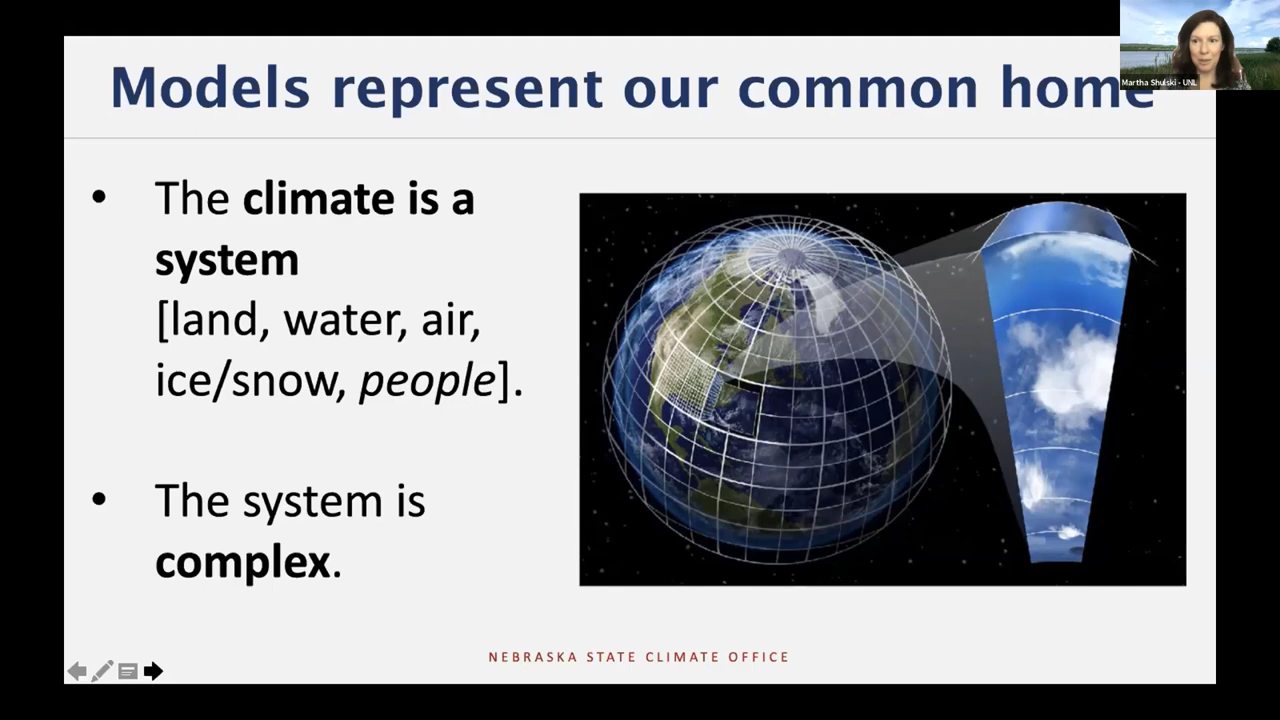 Models represent our common home
Martha Shulski - UNL
• The climate is a
system
[land, water, air,
ice/snow, people].
• The system is
complex.
NEBRASKA STATE CLIMATE OFFICE